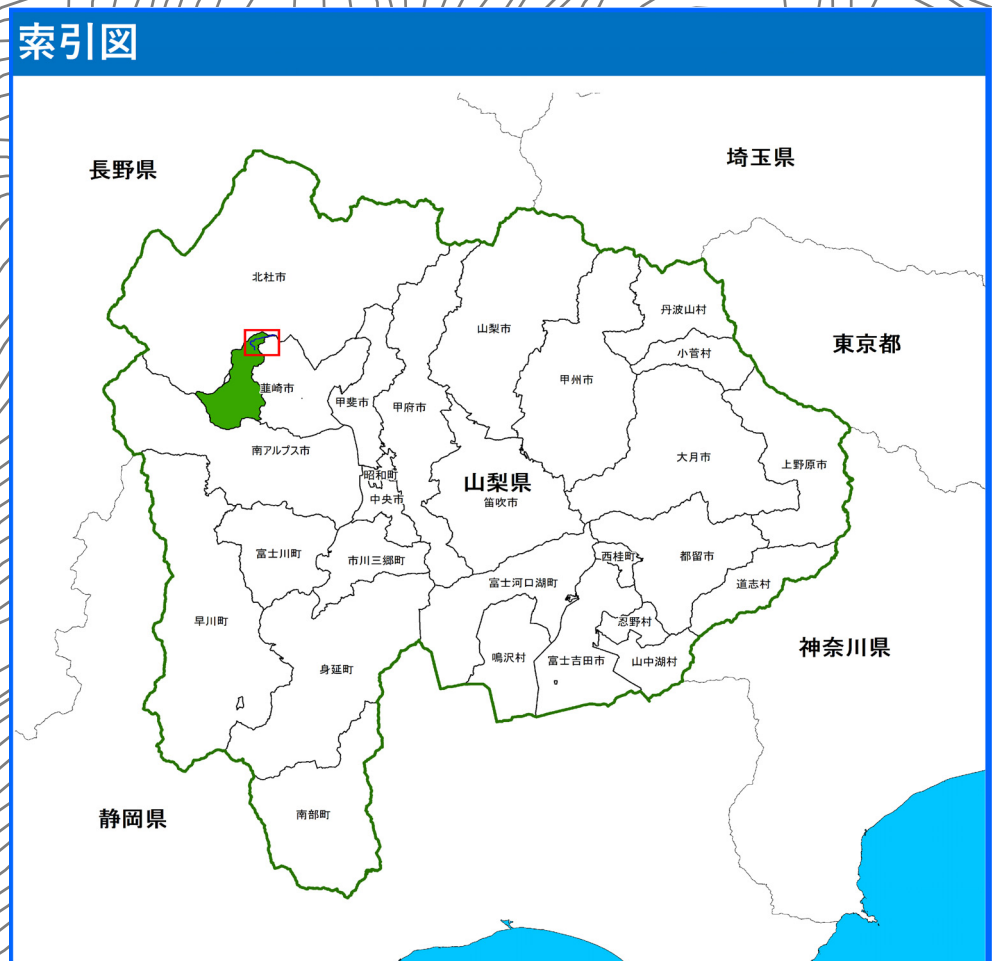 索引図
埼玉県
長野県
北杜市
丹波山村
山梨市
東京都
小菅村
甲州市
韮崎市
甲斐市
甲府市
南アルプス市
大月市
上野原市
昭和町
山梨県
中央市
笛吹市
富士川町
市川三郷町
西桂町
都留市
富士河口湖町
道志村
早川町
忍野村
神奈川県
鳴沢村
富士吉田市
山中湖村
身延町
南部町
静岡県